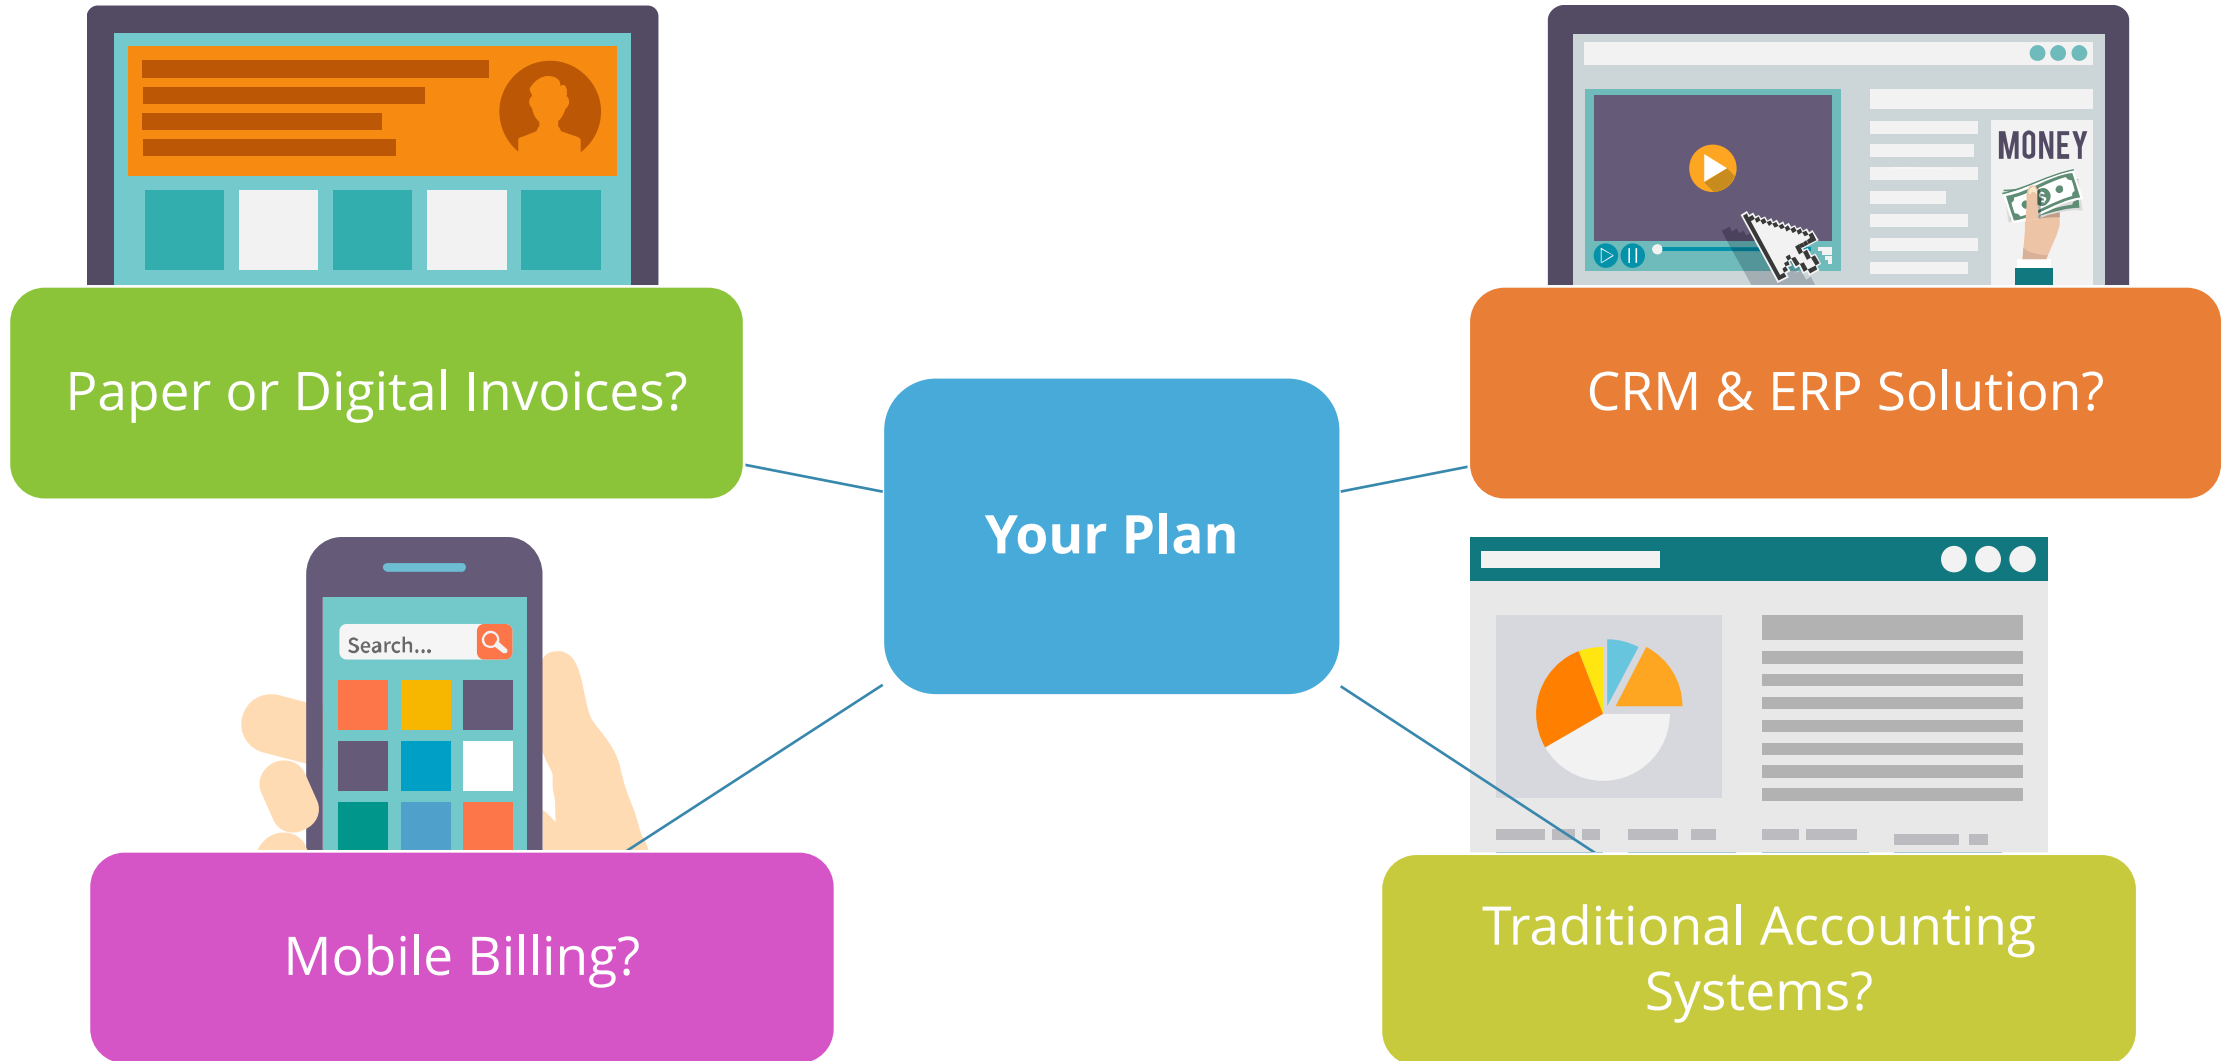 MONEY
Paper or Digital Invoices?
CRM & ERP Solution?
Your Plan
Search...
Mobile Billing?
Traditional Accounting
Systems?